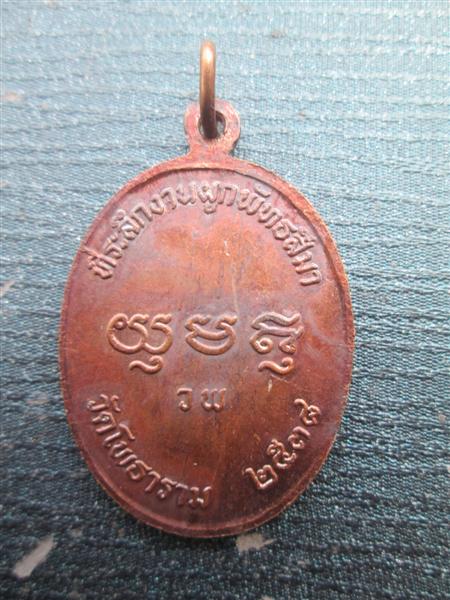 ที่ระลึกงานผูกพัทธสีมา
ว พ
วัดโพธาราม ๒๕๓๘